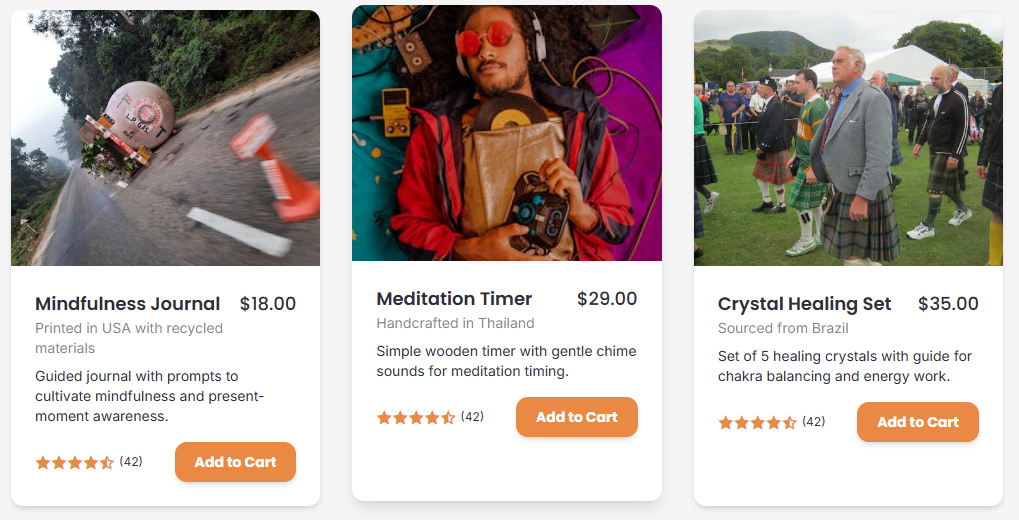 L.P. GAS.
Mindfulness Journal $18.00
Printed in USA with recycled
materials
Guided journal with prompts to
cultivate mindfulness and present-
moment awareness.
(42) Add to Cart
Meditation Timer $29.00
Handcrafted in Thailand
Simple wooden timer with gentle chime
sounds for meditation timing.
(42) Add to Cart
Crystal Healing Set $35.00
Sourced from Brazil
Set of 5 healing crystals with guide for
chakra balancing and energy work.
(42) Add to Cart